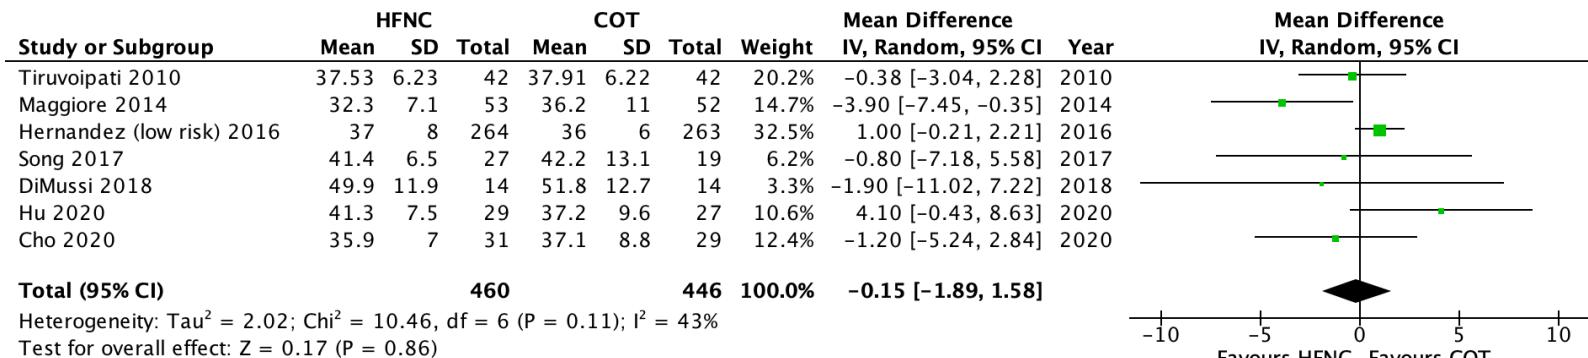 HFNC COT Mean Difference Mean Difference
Study or Subgroup Mean SD Total Mean SD Total Weight IV, Random, 95% CI Year IV, Random, 95% CI
Tiruvoipati 2010 37.53 6.23 42 37.91 6.22 42 20.2% −0.38 [−3.04, 2.28] 2010
Maggiore 2014 32.3 7.1 53 36.2 11 52 14.7% −3.90 [−7.45, −0.35] 2014
Hernandez (low risk) 2016 37 8 264 36 6 263 32.5% 1.00 [−0.21, 2.21] 2016
Song 2017 41.4 6.5 27 42.2 13.1 19 6.2% −0.80 [−7.18, 5.58] 2017
DiMussi 2018 49.9 11.9 14 51.8 12.7 14 3.3% −1.90 [−11.02, 7.22] 2018
Hu 2020 41.3 7.5 29 37.2 9.6 27 10.6% 4.10 [−0.43, 8.63] 2020
Cho 2020 35.9 7 31 37.1 8.8 29 12.4% −1.20 [−5.24, 2.84] 2020
Total (95% CI) 460 446 100.0% −0.15 [−1.89, 1.58]
Heterogeneity: Tau² = 2.02; Chi² = 10.46, df = 6 (P = 0.11); I² = 43%
Test for overall effect: Z = 0.17 (P = 0.86)
−10 −5 0 5 10
Favours HFNC Favours COT